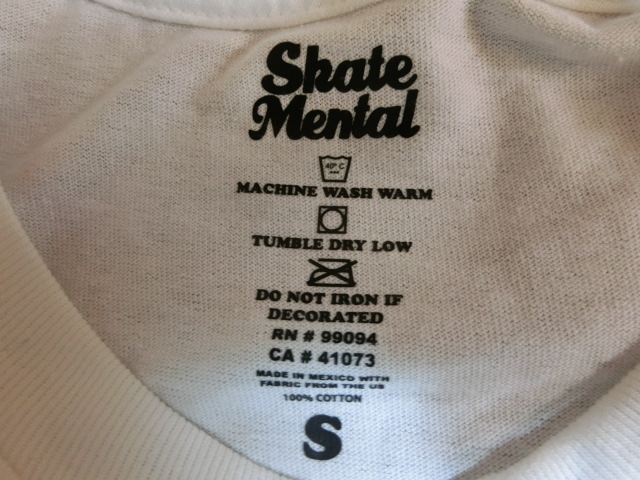 Skate
Mental
40° C
MACHINE WASH WARM
TUMBLE DRY LOW
DO NOT IRON IF
DECORATED
RN # 99094
CA # 41073
MADE IN MEXICO WITH
FABRIC FROM THE US
100% COTTON
S